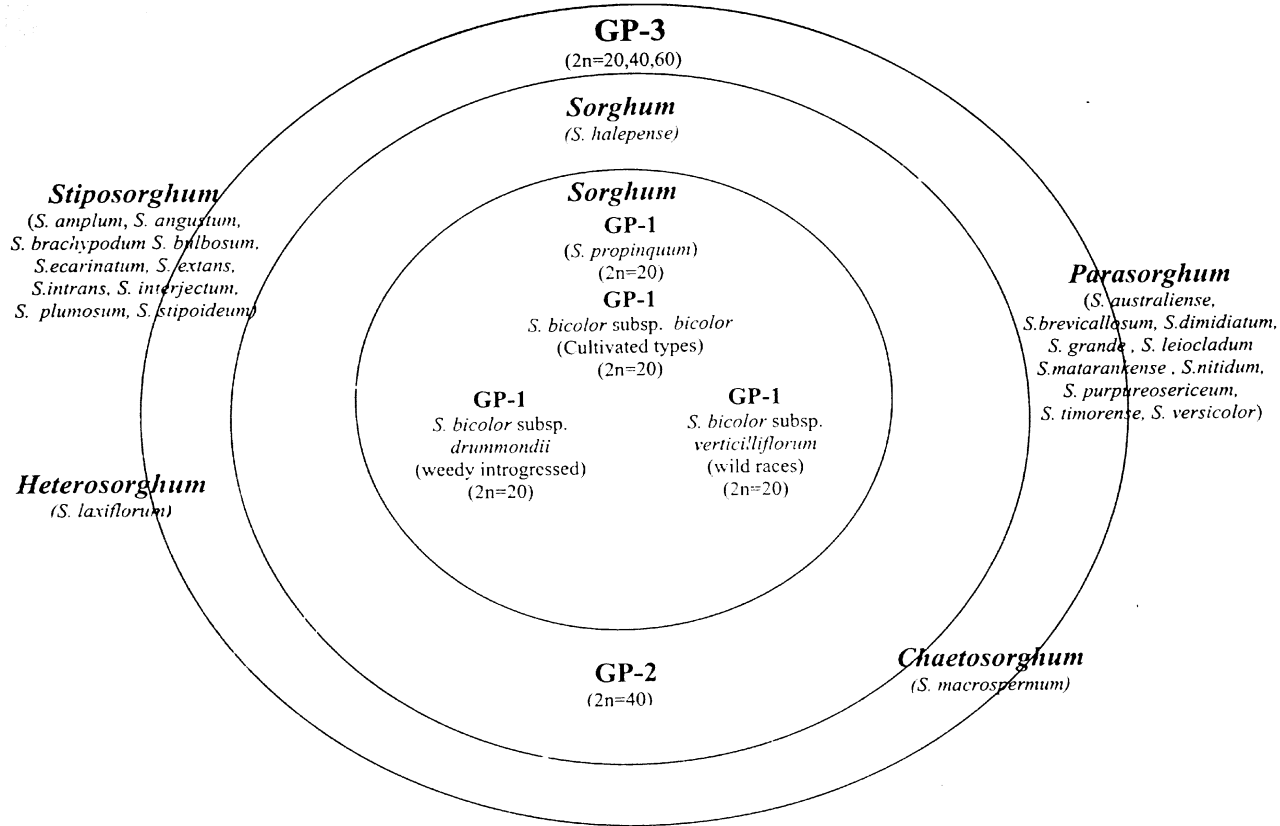 GP-3
(2n=20,40,60)
Sorghum
(S. halepense)
Stiposorghum
(S. amplum, S. angustum,
S. brachypodum S. bulbosum,
S.ecarinatum, S. extans,
S.intrans, S. interjectum,
S. plumosum, S. stipoideum)
Sorghum
GP-1
(S. propinquum)
(2n=20)
GP-1
S. bicolor subsp. bicolor
(Cultivated types)
(2n=20)
GP-1
S. bicolor subsp.
drummondii
(weedy introgressed)
(2n=20)
GP-1
S. bicolor subsp.
verticilliflorum
(wild races)
(2n=20)
Parasorghum
(S. australiense,
S.brevicallosum, S.dimidiatum,
S. grande , S. leiocladum
S.matarankense , S.nitidum,
S. purpureosericeum,
S. timorense, S. versicolor)
Heterosorghum
(S. laxiflorum)
Chaetosorghum
(S. macrospermum)
GP-2
(2n=40)